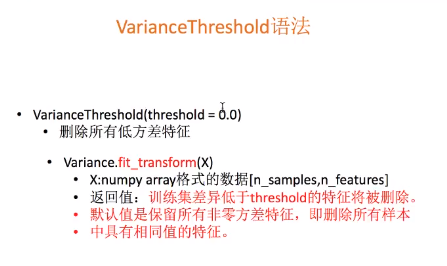 VarianceThreshold语法
• VarianceThreshold(threshold = 0.0)
• 删除所有低方差特征
• Variance.fit_transform(X)
• X:numpy array格式的数据[n_samples,n_features]
• 返回值：训练集差异低于threshold的特征将被删除。
• 默认值是保留所有非零方差特征，即删除所有样本
• 中具有相同值的特征。